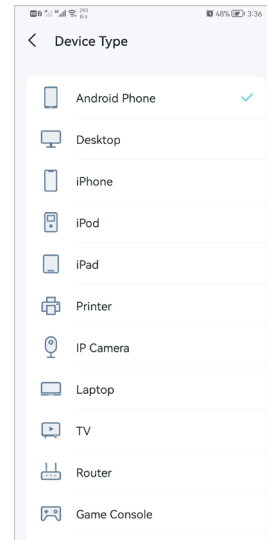 293
B/s
48% 3:36
Device Type
Android Phone
Desktop
iPhone
iPod
iPad
Printer
IP Camera
Laptop
TV
Router
Game Console